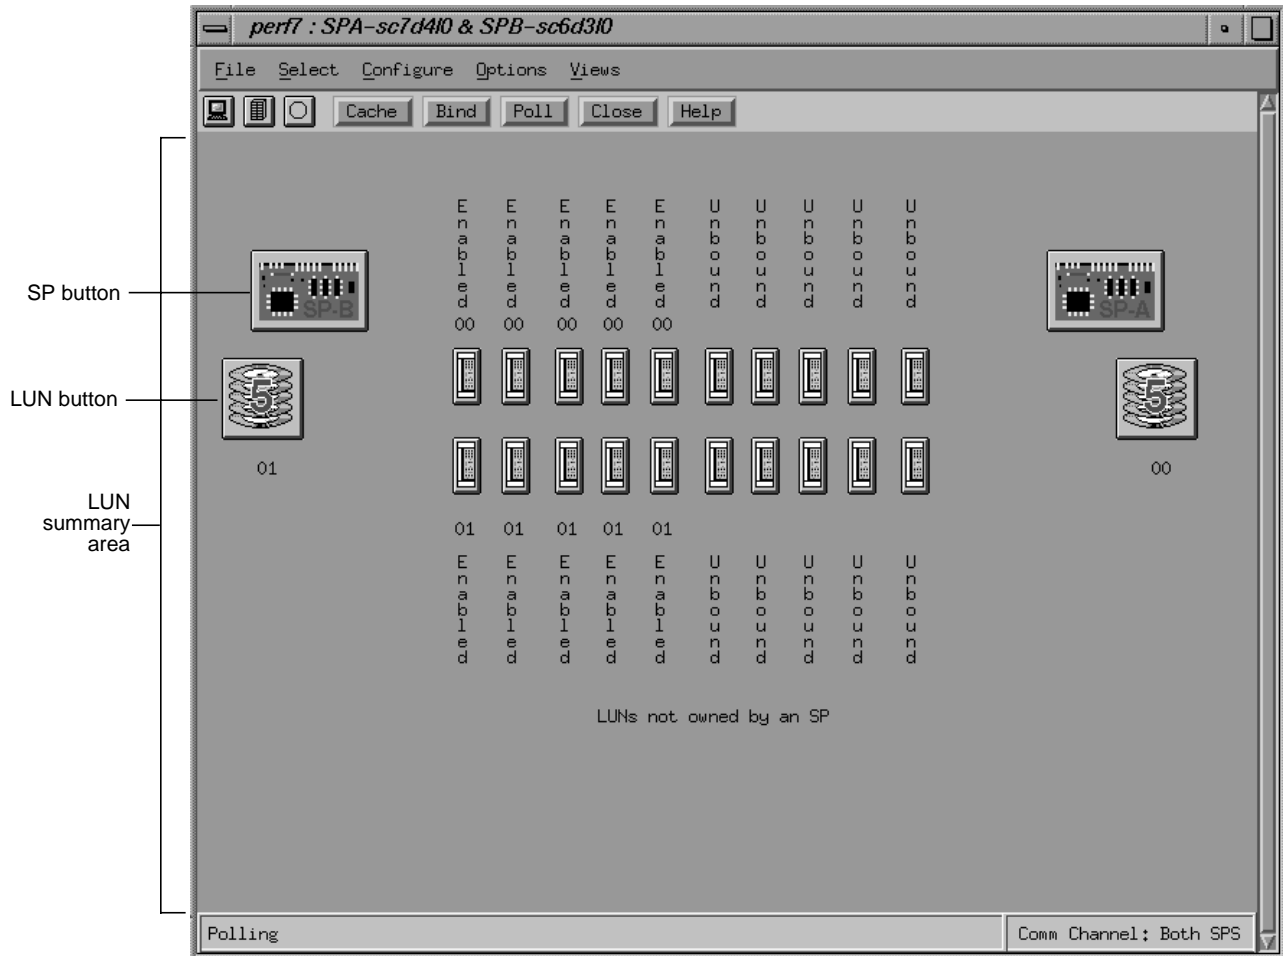 perf7 : SPA-sc7d4l0 & SPB-sc6d3l0
File Select Configure Options Views
Cache Bind Poll Close Help
Enabled Enabled Enabled Enabled Enabled Unbound Unbound Unbound Unbound Unbound
SP button
SP-B
SP-A
00 00 00 00 00
LUN button
5
5
01
00
LUN
summary
area
01 01 01 01 01
Enabled Enabled Enabled Enabled Enabled Unbound Unbound Unbound Unbound Unbound
LUNs not owned by an SP
Polling
Comm Channel: Both SPS